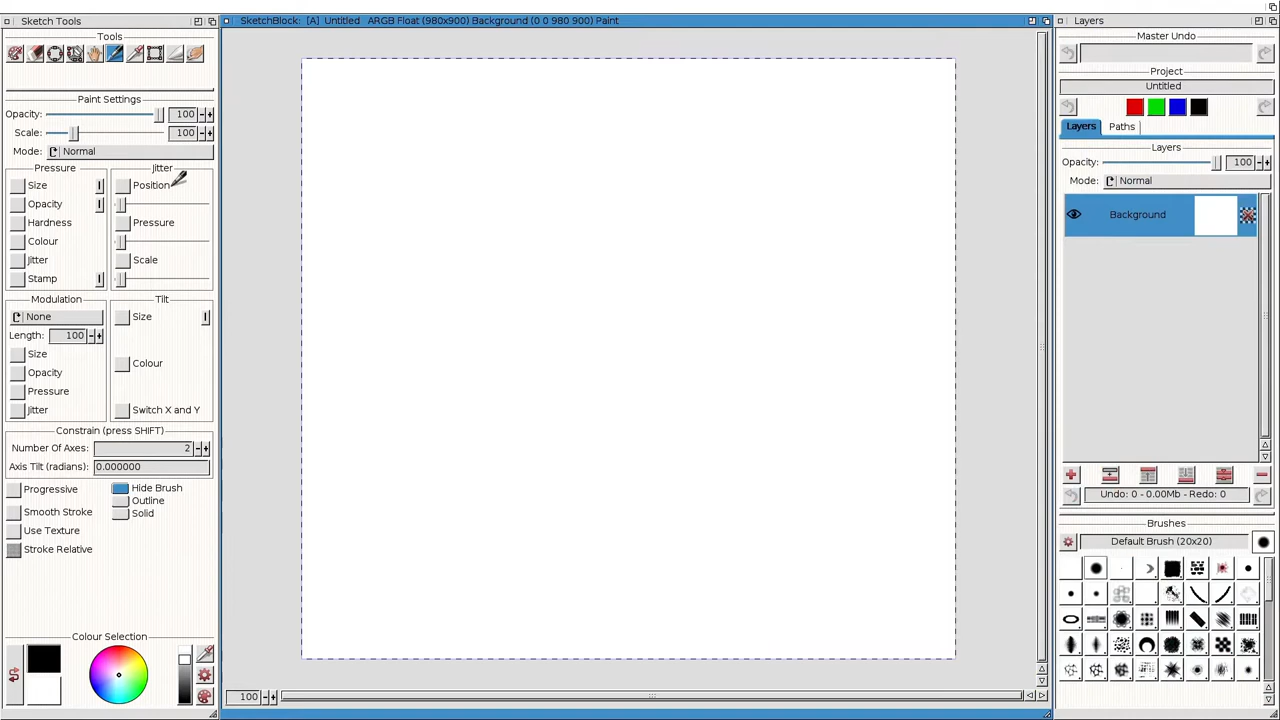 Sketch Tools
SketchBlock: [A] Untitled ARGB Float (980x900) Background (0 0 980 900) Paint
Layers
Tools
Master Undo
Project
Untitled
Paint Settings
Opacity: 100
Scale: 100
Mode: Normal
Layers Paths
Layers
Opacity: 100
Mode: Normal
Background
Pressure
Size
Opacity
Hardness
Colour
Jitter
Stamp
Jitter
Position
Pressure
Scale
Modulation
None
Length: 100
Size
Opacity
Pressure
Jitter
Tilt
Size
Colour
Switch X and Y
Constrain (press SHIFT)
Number Of Axes: 2
Axis Tilt (radians): 0.000000
Progressive
Smooth Stroke
Use Texture
Stroke Relative
Hide Brush
Outline
Solid
Undo: 0 - 0.00Mb - Redo: 0
Brushes
Default Brush (20x20)
Colour Selection
100